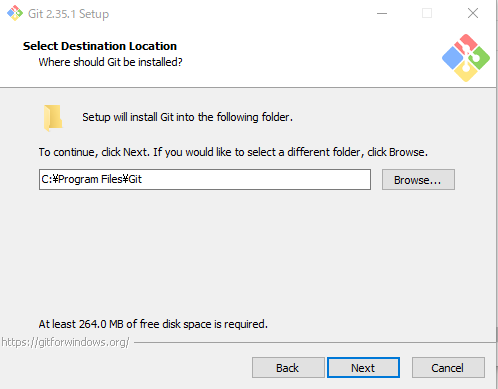 Git 2.35.1 Setup
Select Destination Location
Where should Git be installed?
Setup will install Git into the following folder.
To continue, click Next. If you would like to select a different folder, click Browse.
C:¥Program Files¥Git
Browse...
At least 264.0 MB of free disk space is required.
https://gitforwindows.org/
Back
Next
Cancel